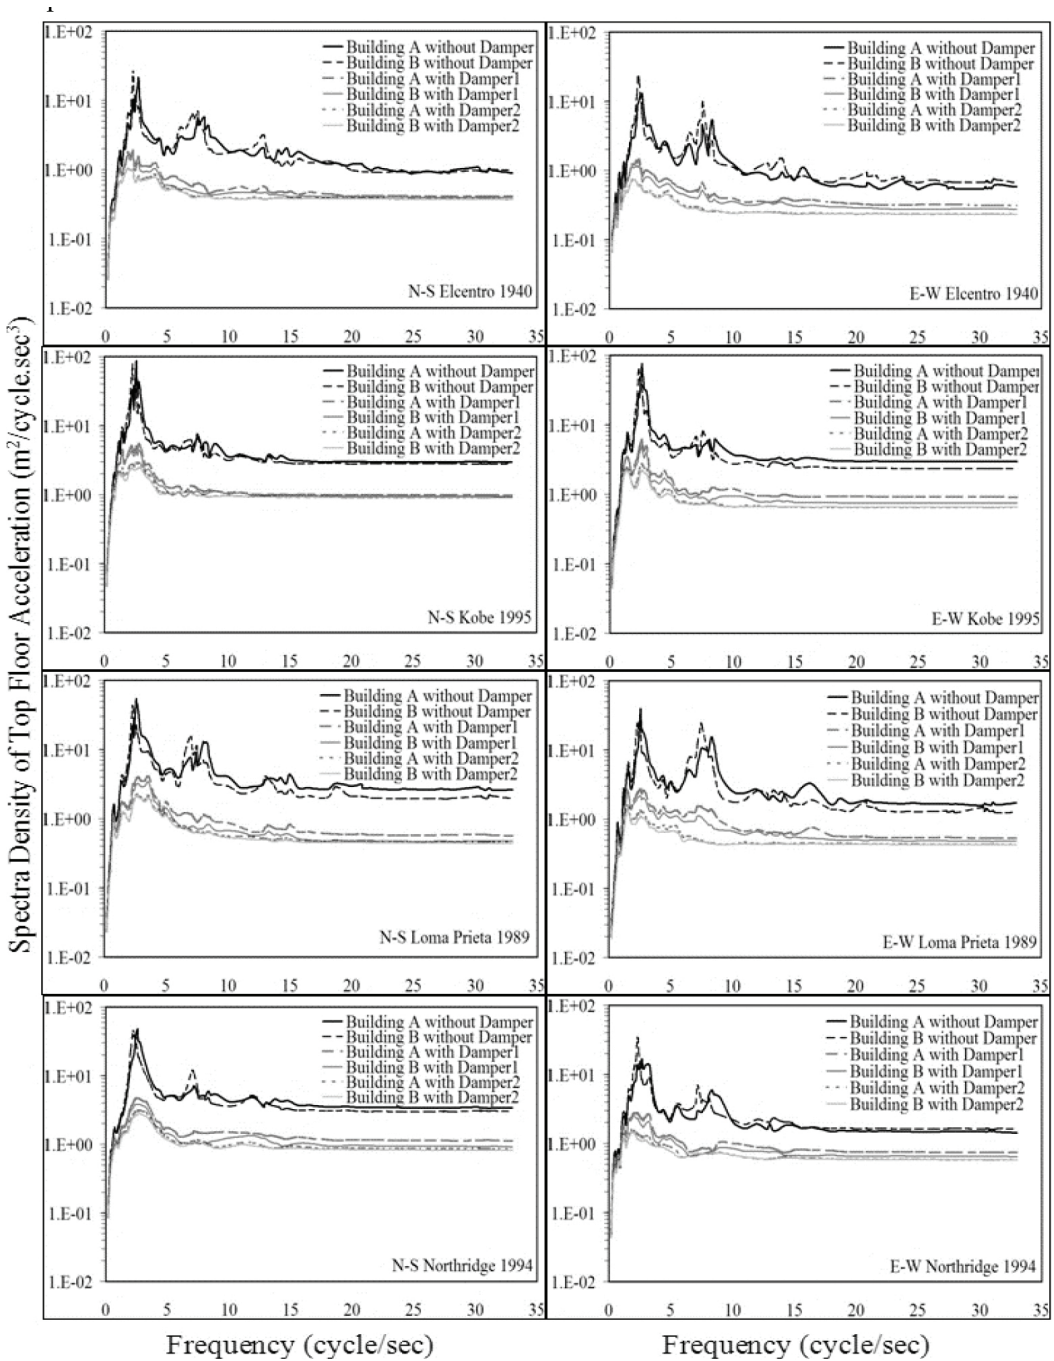 Spectra Density of Top Floor Acceleration (m²/cycle.sec³)
1.E+02
1.E+01
1.E+00
1.E-01
1.E-02
Building A without Damper
Building B without Damper
Building A with Damper1
Building B with Damper1
Building A with Damper2
Building B with Damper2
N-S Elcentro 1940
0 5 10 15 20 25 30 35
1.E+02
1.E+01
1.E+00
1.E-01
1.E-02
Building A without Damper
Building B without Damper
Building A with Damper1
Building B with Damper1
Building A with Damper2
Building B with Damper2
E-W Elcentro 1940
0 5 10 15 20 25 30 35
1.E+02
1.E+01
1.E+00
1.E-01
1.E-02
Building A without Damper
Building B without Damper
Building A with Damper1
Building B with Damper1
Building A with Damper2
Building B with Damper2
N-S Kobe 1995
0 5 10 15 20 25 30 35
1.E+02
1.E+01
1.E+00
1.E-01
1.E-02
Building A without Damper
Building B without Damper
Building A with Damper1
Building B with Damper1
Building A with Damper2
Building B with Damper2
E-W Kobe 1995
0 5 10 15 20 25 30 35
1.E+02
1.E+01
1.E+00
1.E-01
1.E-02
Building A without Damper
Building B without Damper
Building A with Damper1
Building B with Damper1
Building A with Damper2
Building B with Damper2
N-S Loma Prieta 1989
0 5 10 15 20 25 30 35
1.E+02
1.E+01
1.E+00
1.E-01
1.E-02
Building A without Damper
Building B without Damper
Building A with Damper1
Building B with Damper1
Building A with Damper2
Building B with Damper2
E-W Loma Prieta 1989
0 5 10 15 20 25 30 35
1.E+02
1.E+01
1.E+00
1.E-01
1.E-02
Building A without Damper
Building B without Damper
Building A with Damper1
Building B with Damper1
Building A with Damper2
Building B with Damper2
N-S Northridge 1994
0 5 10 15 20 25 30 35
1.E+02
1.E+01
1.E+00
1.E-01
1.E-02
Building A without Damper
Building B without Damper
Building A with Damper1
Building B with Damper1
Building A with Damper2
Building B with Damper2
E-W Northridge 1994
0 5 10 15 20 25 30 35
Frequency (cycle/sec)
Frequency (cycle/sec)